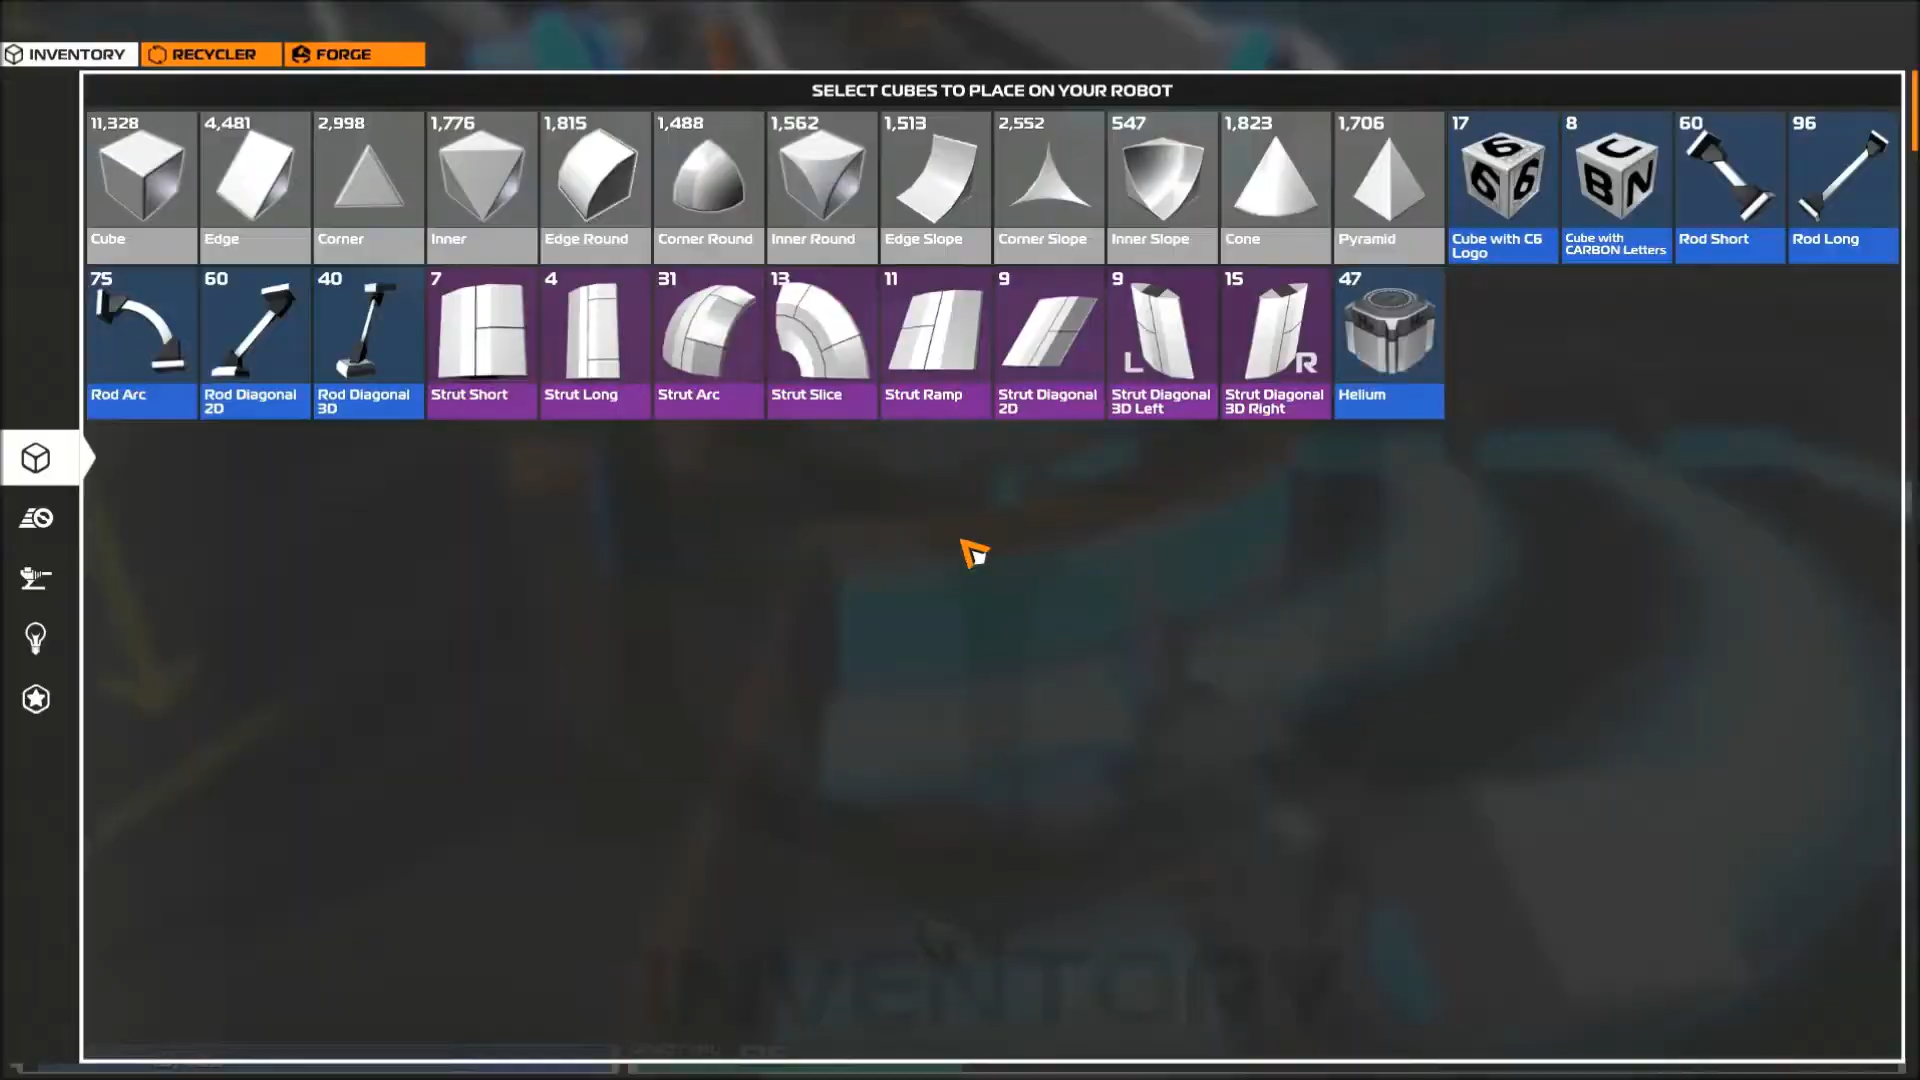 INVENTORY
RECYCLER
FORGE
SELECT CUBES TO PLACE ON YOUR ROBOT
11,328
4,481
2,998
1,776
1,815
1,488
1,562
1,513
2,552
547
1,823
1,706
17
8
60
96
6
6 6
C
B N
Cube
Edge
Corner
Inner
Edge Round
Corner Round
Inner Round
Edge Slope
Corner Slope
Inner Slope
Cone
Pyramid
Cube with C6
Logo
Cube with
CARBON Letters
Rod Short
Rod Long
75
60
40
7
4
31
13
11
9
9
15
47
L
R
Rod Arc
Rod Diagonal
2D
Rod Diagonal
3D
Strut Short
Strut Long
Strut Arc
Strut Slice
Strut Ramp
Strut Diagonal
2D
Strut Diagonal
3D Left
Strut Diagonal
3D Right
Helium
INVENTORY